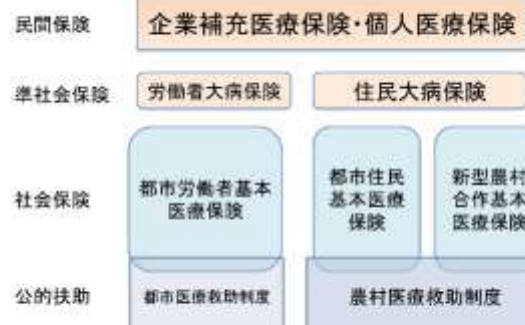 民間保険
企業補充医療保険・個人医療保険
準社会保険
労働者大病保険
住民大病保険
社会保険
都市労働者基本
医療保険
都市住民
基本医療
保険
新型農村
合作基本
医療保険
公的扶助
都市医療救助制度
農村医療救助制度